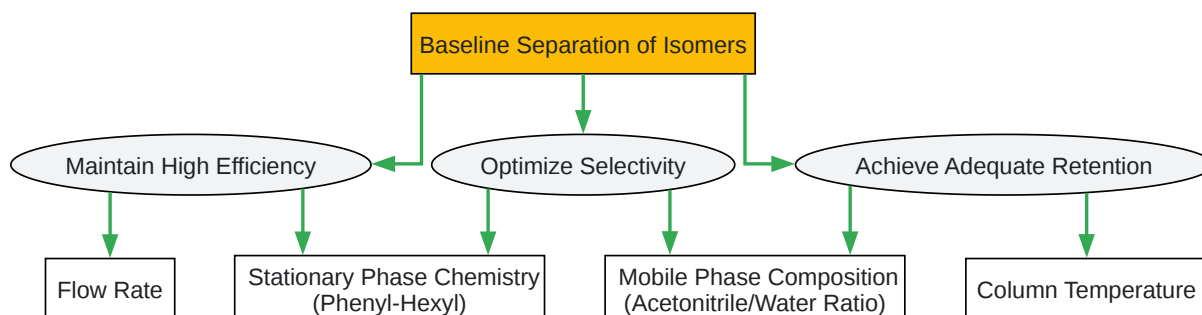 Baseline Separation of Isomers
Maintain High Efficiency
Optimize Selectivity
Achieve Adequate Retention
Flow Rate
Stationary Phase Chemistry
(Phenyl-Hexyl)
Mobile Phase Composition
(Acetonitrile/Water Ratio)
Column Temperature